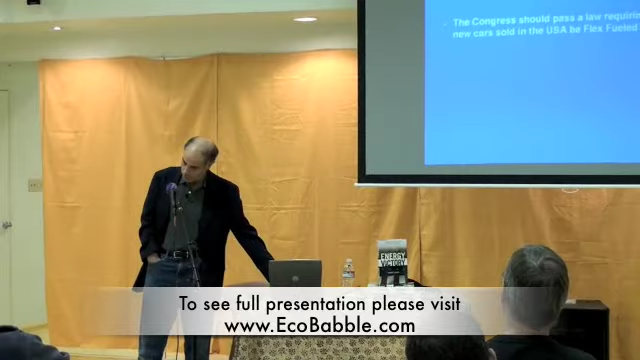 The Congress should pass a law requiring
new cars sold in the USA be Flex Fueled
ENERGY
VICTORY
To see full presentation please visit
www.EcoBabble.com